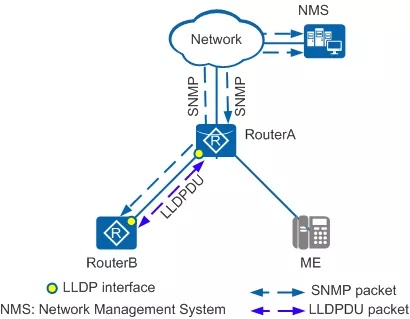 NMS
Network
SNMP
SNMP
RouterA
R
LLDPDU
R
RouterB
ME
LLDP interface
SNMP packet
NMS: Network Management System
LLDPDU packet